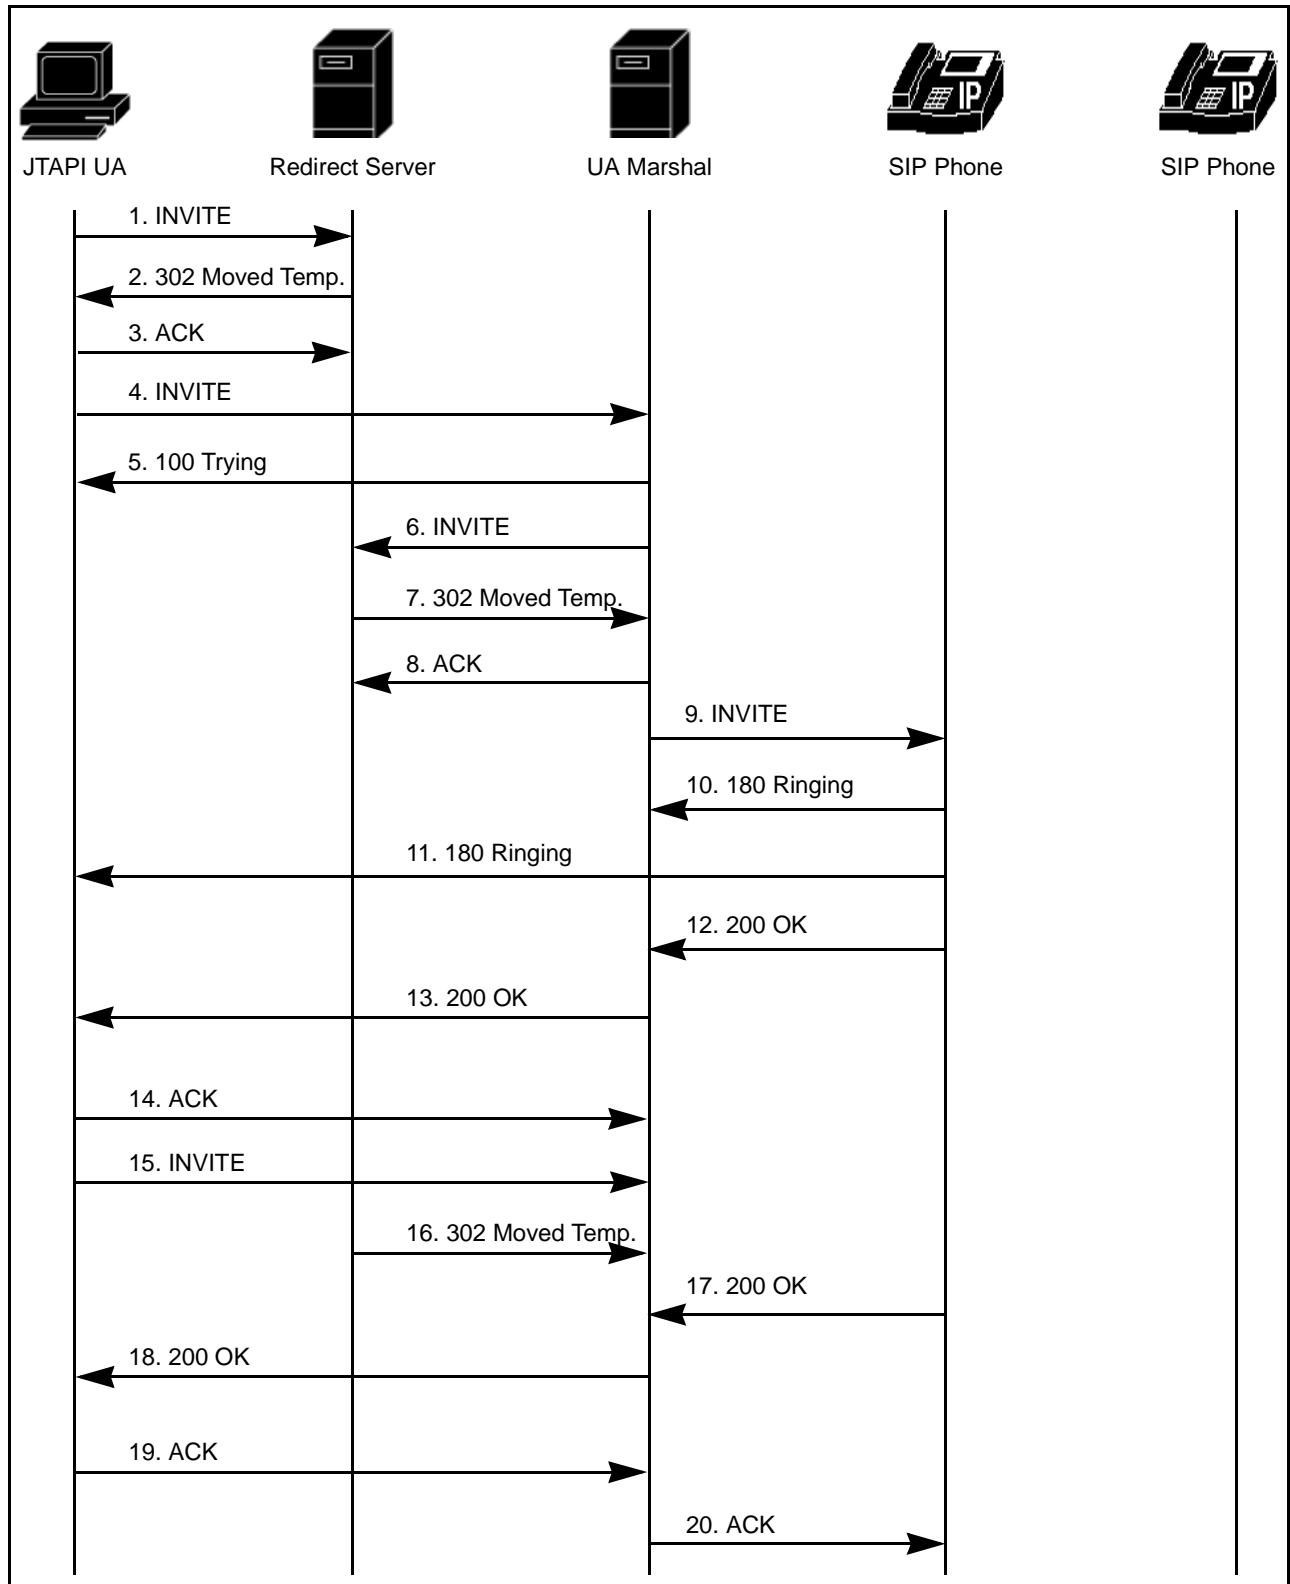 JTAPI UA
Redirect Server
UA Marshal
SIP Phone
SIP Phone
IP
IP
1. INVITE
2. 302 Moved Temp.
3. ACK
4. INVITE
5. 100 Trying
6. INVITE
7. 302 Moved Temp.
8. ACK
9. INVITE
10. 180 Ringing
11. 180 Ringing
12. 200 OK
13. 200 OK
14. ACK
15. INVITE
16. 302 Moved Temp.
17. 200 OK
18. 200 OK
19. ACK
20. ACK